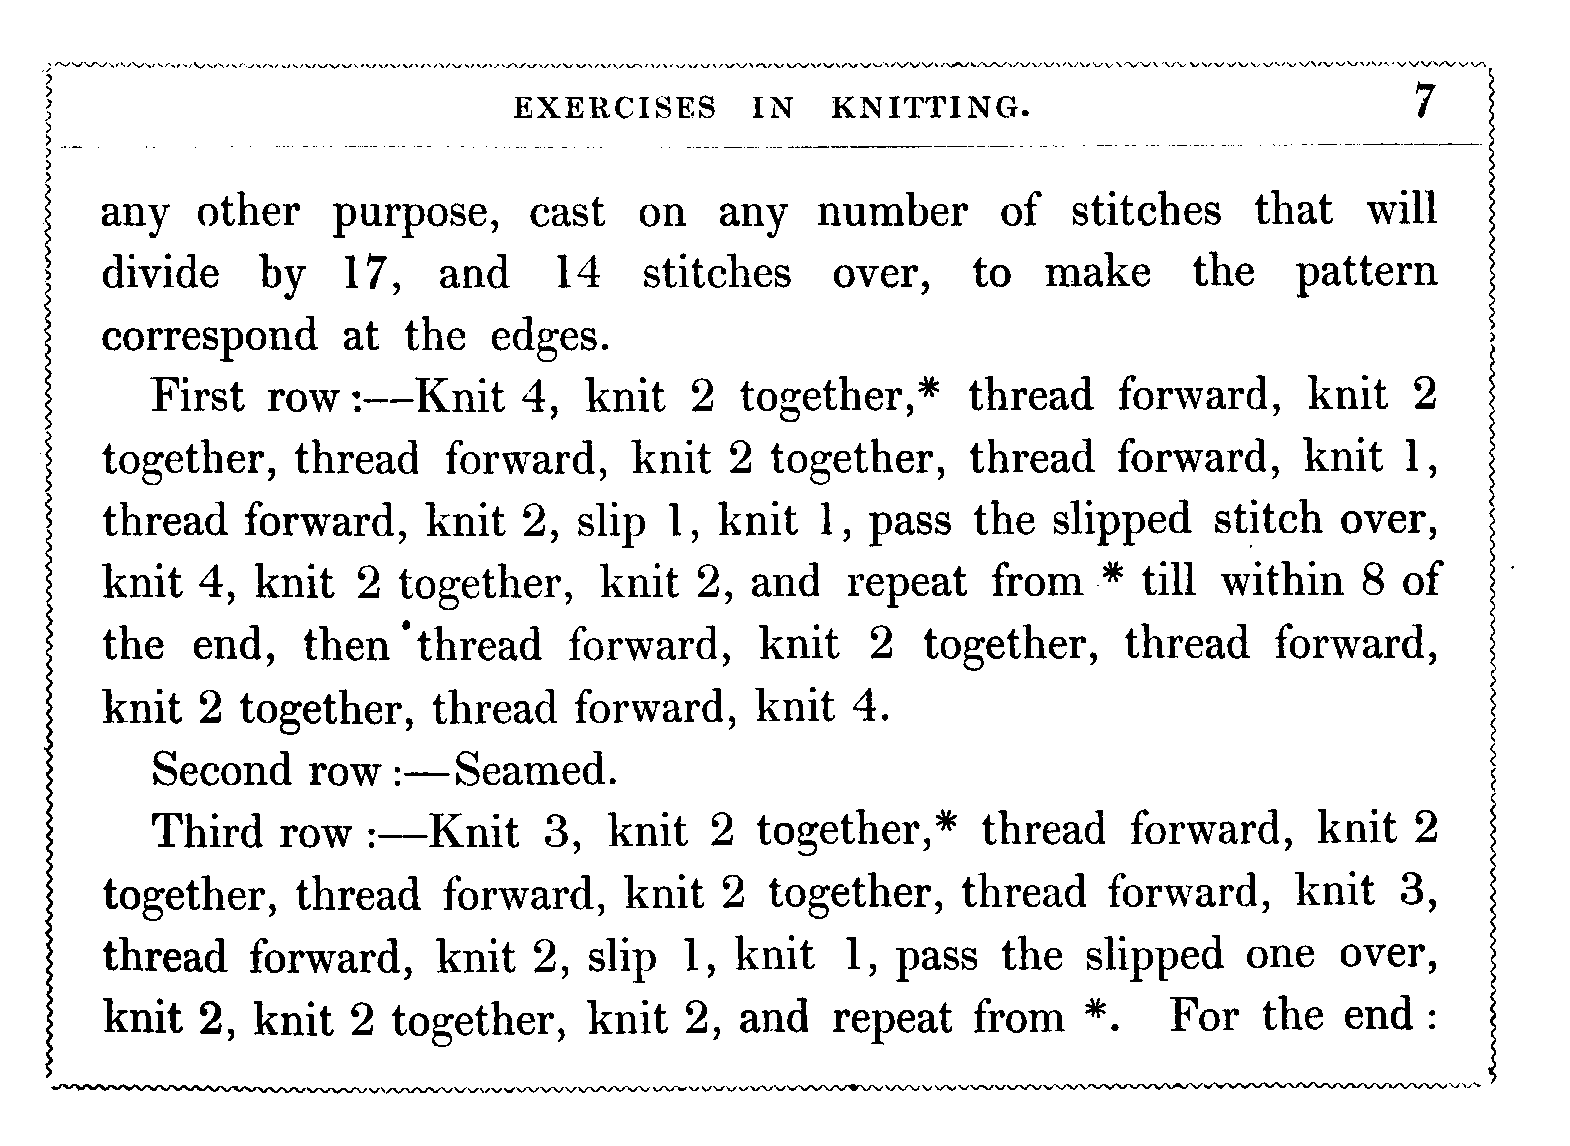 EXERCISES IN KNITTING. 7
any other purpose, cast on any number of stitches that will
divide by 17, and 14 stitches over, to make the pattern
correspond at the edges.
First row :—Knit 4, knit 2 together,* thread forward, knit 2
together, thread forward, knit 2 together, thread forward, knit 1,
thread forward, knit 2, slip 1, knit 1, pass the slipped stitch over,
knit 4, knit 2 together, knit 2, and repeat from * till within 8 of
the end, then thread forward, knit 2 together, thread forward,
knit 2 together, thread forward, knit 4.
Second row :—Seamed.
Third row :—Knit 3, knit 2 together,* thread forward, knit 2
together, thread forward, knit 2 together, thread forward, knit 3,
thread forward, knit 2, slip 1, knit 1, pass the slipped one over,
knit 2, knit 2 together, knit 2, and repeat from *. For the end :